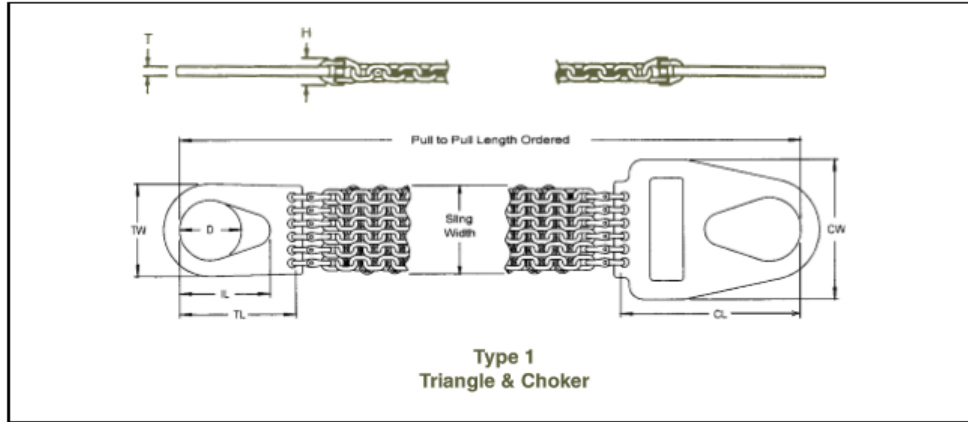 T
H
Pull to Pull Length Ordered
TW
D
Sling
Width
CW
IL
TL
CL
Type 1
Triangle & Choker